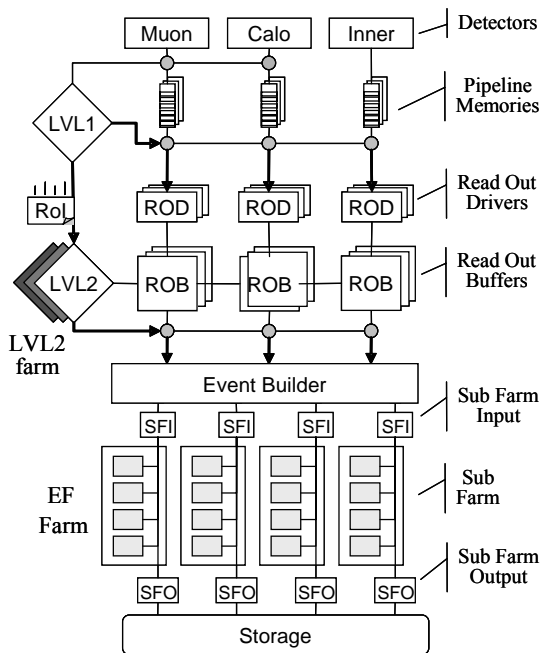 Muon
Calo
Inner
Detectors
Pipeline
Memories
LVL1
RoI
ROD
ROD
ROD
Read Out
Drivers
LVL2
ROB
ROB
ROB
Read Out
Buffers
LVL2
farm
Event Builder
SFI
SFI
SFI
SFI
Sub Farm
Input
EF
Farm
Sub
Farm
SFO
SFO
SFO
SFO
Sub Farm
Output
Storage